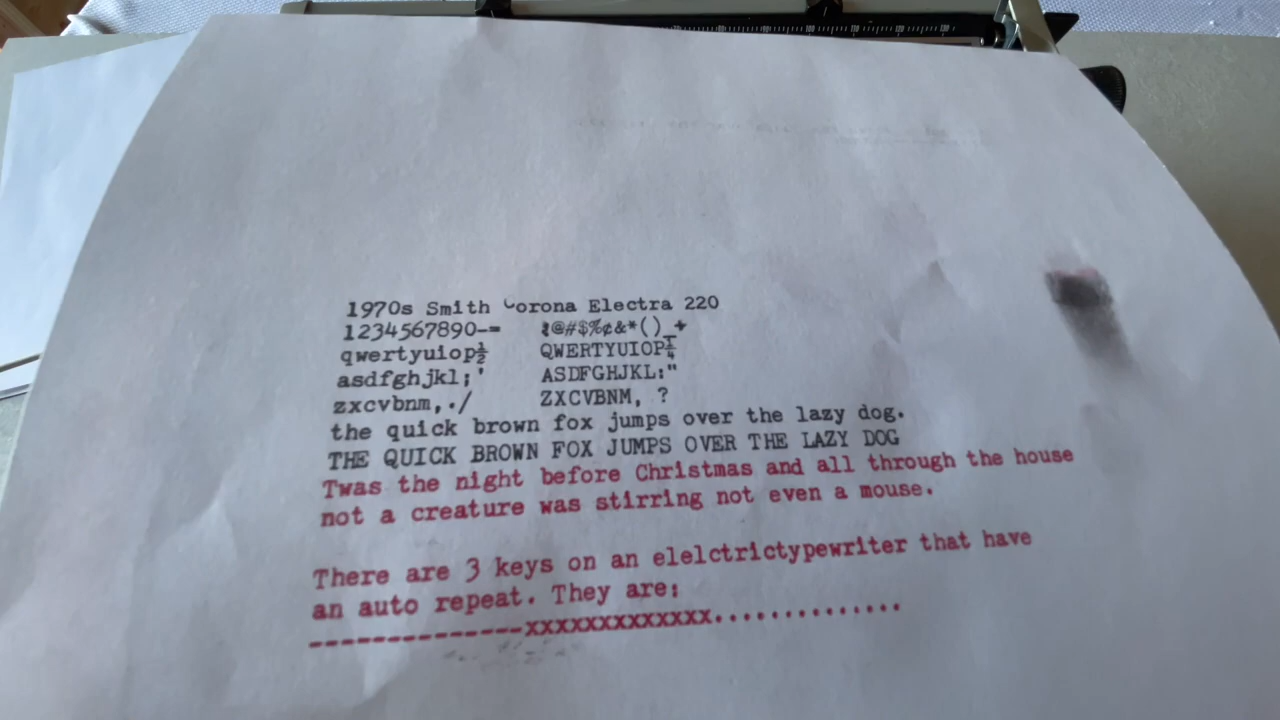 1970s Smith Corona Electra 220
1234567890-= !@#$%¢&*()_+
qwertyuiop½ QWERTYUIOP¼
asdfghjkl;' ASDFGHJKL:"
zxcvbnm,./ ZXCVBNM, ?
the quick brown fox jumps over the lazy dog.
THE QUICK BROWN FOX JUMPS OVER THE LAZY DOG
Twas the night before Christmas and all through the house
not a creature was stirring not even a mouse.
There are 3 keys on an elelctrictypewriter that have
an auto repeat. They are:
--------------xxxxxxxxxxxxx..............